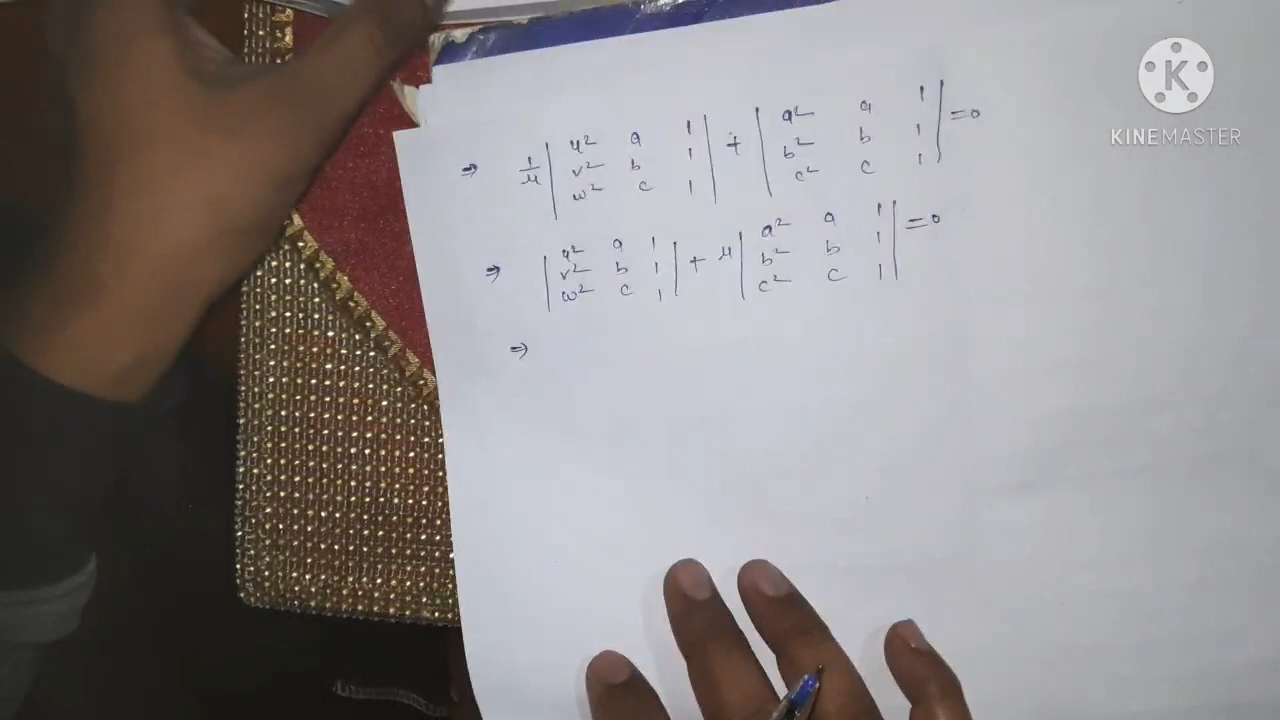 ⇒ 1/μ | u² a 1 | + | a² a 1 | = 0
| v² b 1 | | b² b 1 |
| w² c 1 | | c² c 1 |
⇒ | u² a 1 | + μ | a² a 1 | = 0
| v² b 1 | | b² b 1 |
| w² c 1 | | c² c 1 |
⇒
K
KINEMASTER